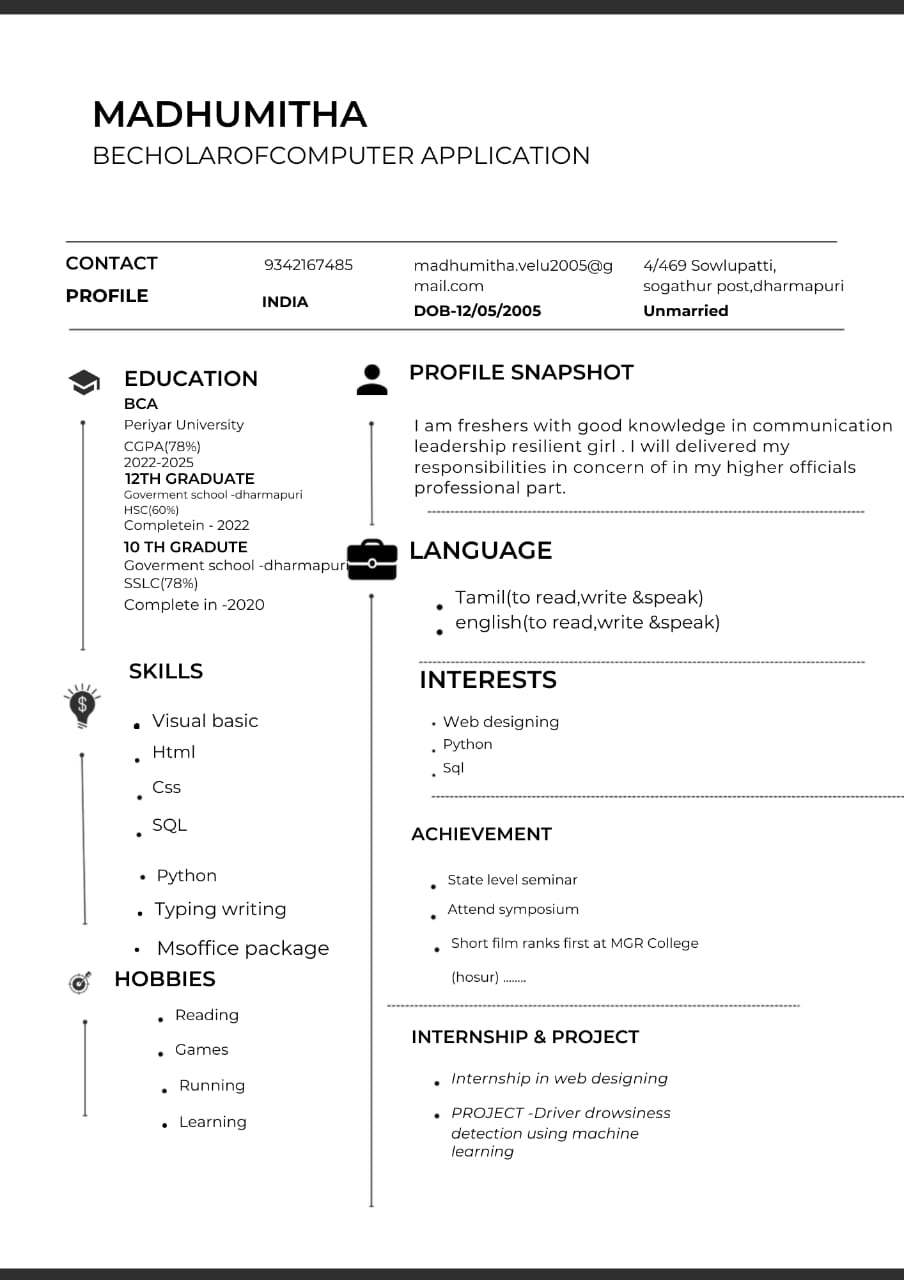 MADHUMITHA
BECHOLAROFCOMPUTER APPLICATION
CONTACT
9342167485
madhumitha.velu2005@g
mail.com
4/469 Sowlupatti,
sogathur post,dharmapuri
PROFILE
INDIA
DOB-12/05/2005
Unmarried
EDUCATION
BCA
Periyar University
CGPA(78%)
2022-2025
12TH GRADUATE
Goverment school -dharmapuri
HSC(60%)
Completein - 2022
10 TH GRADUTE
Goverment school -dharmapuri
SSLC(78%)
Complete in -2020
SKILLS
Visual basic
Html
Css
SQL
Python
Typing writing
Msoffice package
HOBBIES
Reading
Games
Running
Learning
PROFILE SNAPSHOT
I am freshers with good knowledge in communication
leadership resilient girl . I will delivered my
responsibilities in concern of in my higher officials
professional part.
LANGUAGE
Tamil(to read,write &speak)
english(to read,write &speak)
INTERESTS
Web designing
Python
Sql
ACHIEVEMENT
State level seminar
Attend symposium
Short film ranks first at MGR College
(hosur) ........
INTERNSHIP & PROJECT
Internship in web designing
PROJECT -Driver drowsiness
detection using machine
learning